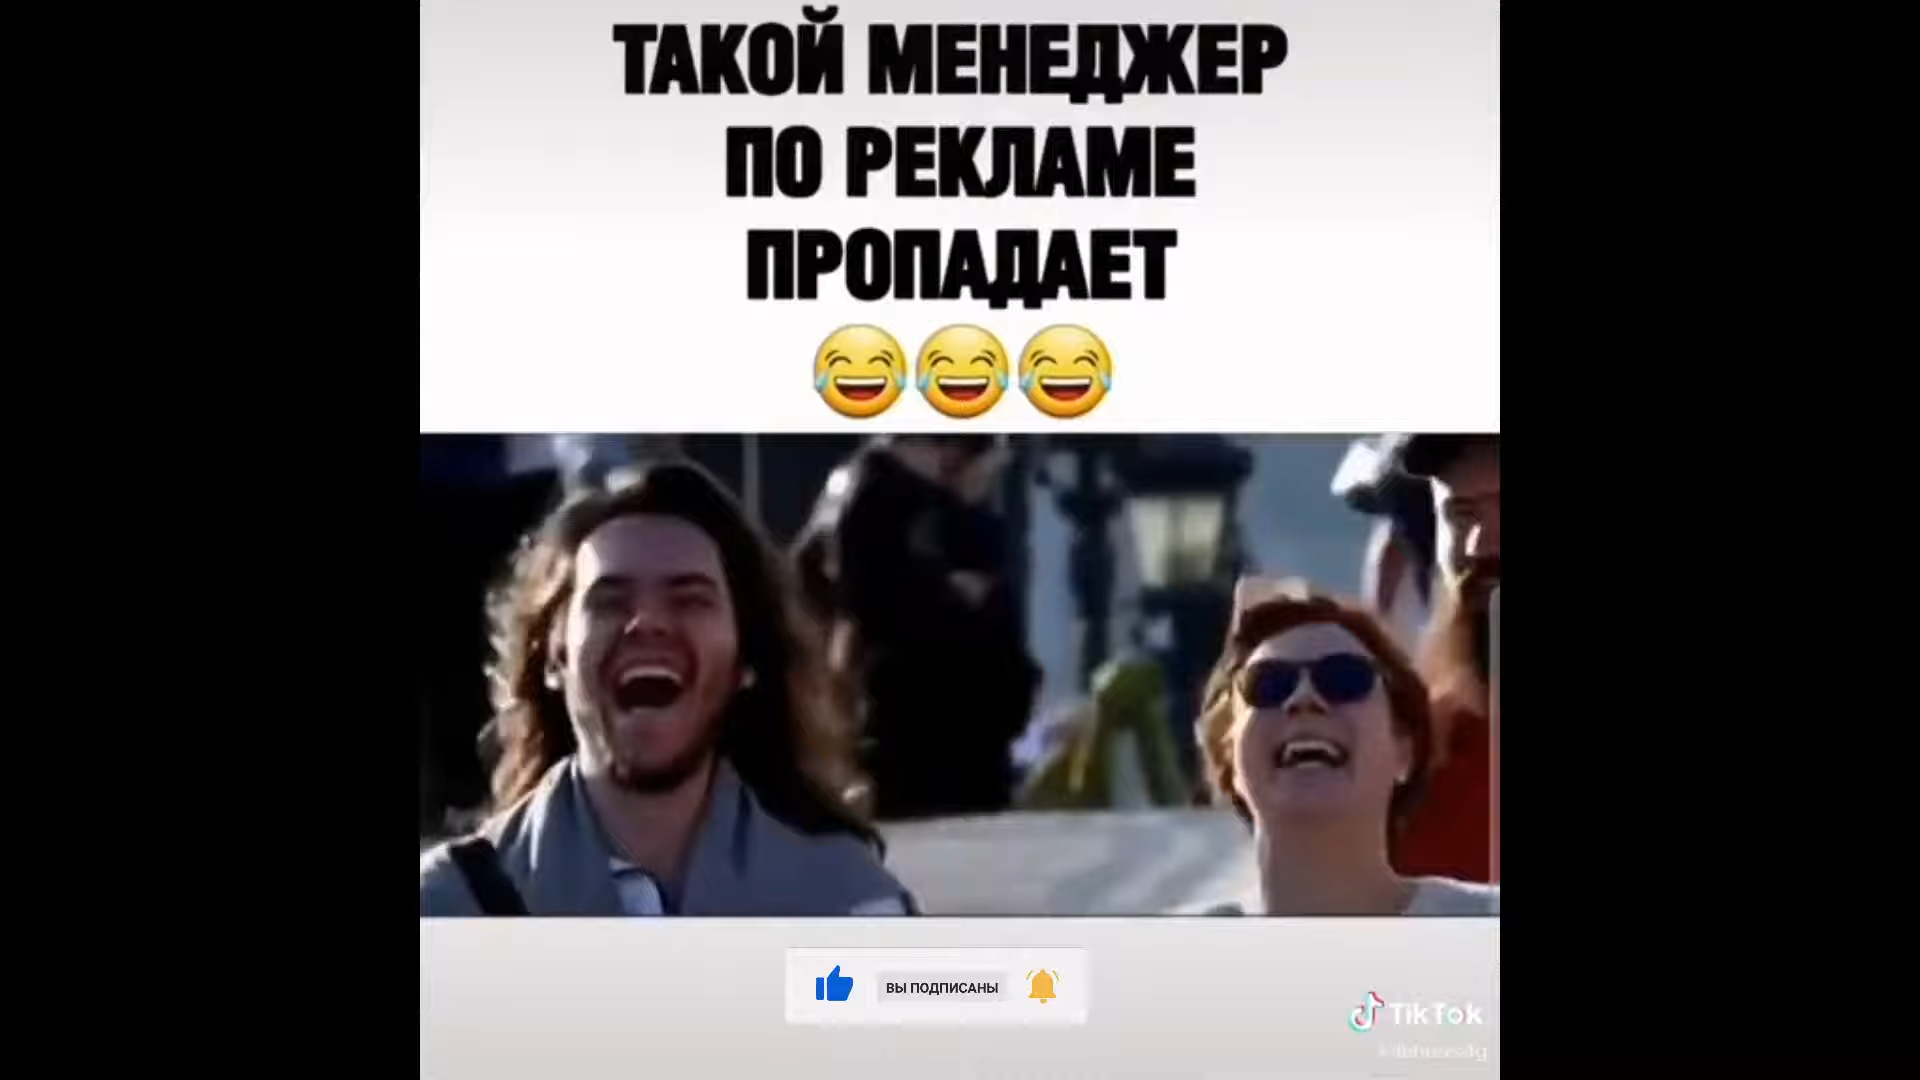 ТАКОЙ МЕНЕДЖЕР
ПО РЕКЛАМЕ
ПРОПАДАЕТ
ВЫ ПОДПИСАНЫ
TikTok